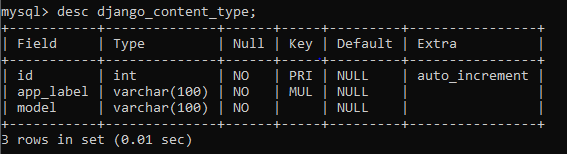 mysql> desc django_content_type;
+-----------+--------------+------+-----+---------+----------------+
| Field     | Type         | Null | Key | Default | Extra          |
+-----------+--------------+------+-----+---------+----------------+
| id        | int          | NO   | PRI | NULL    | auto_increment |
| app_label | varchar(100) | NO   | MUL | NULL    |                |
| model     | varchar(100) | NO   |     | NULL    |                |
+-----------+--------------+------+-----+---------+----------------+
3 rows in set (0.01 sec)